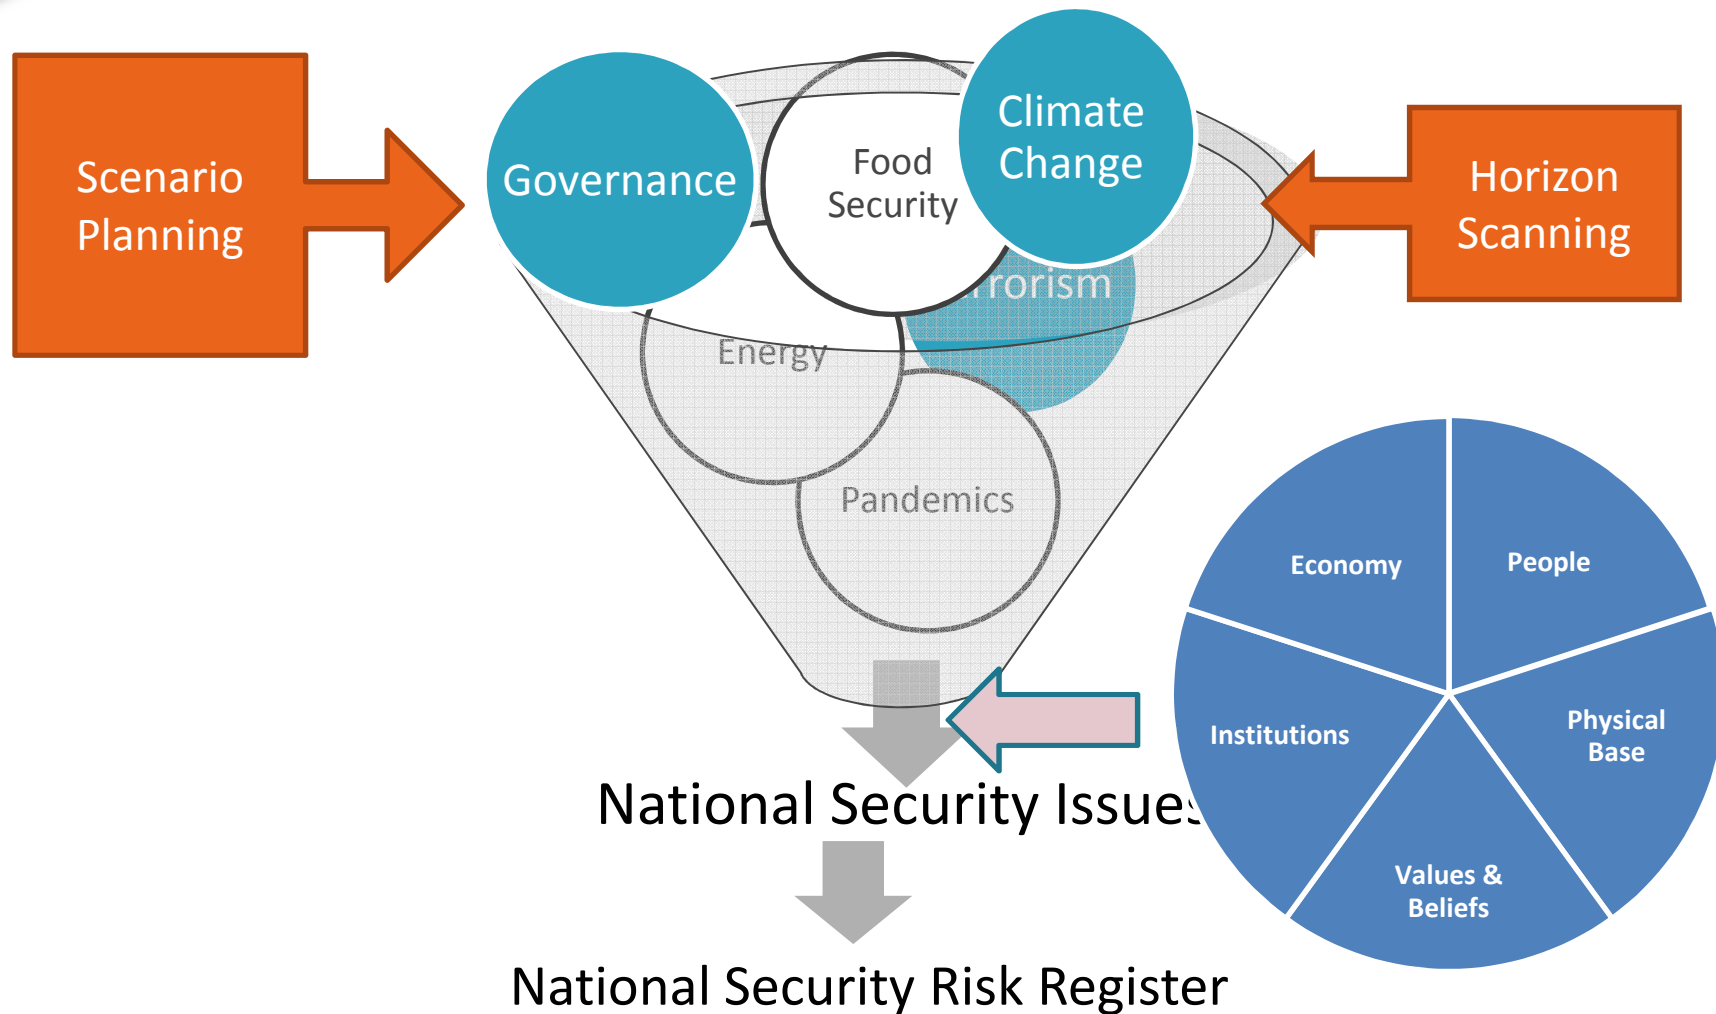 Scenario
Planning
Governance
Food
Security
Climate
Change
Horizon
Scanning
rrorism
Energy
Pandemics
Economy
People
Institutions
Physical
Base
Values &
Beliefs
National Security Issues
National Security Risk Register